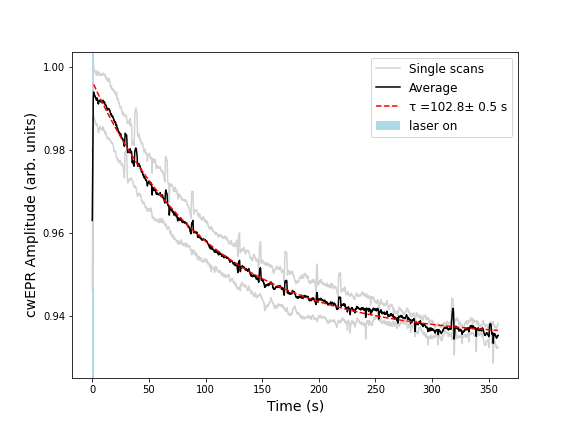 1.00
0.98
0.96
0.94
cwEPR Amplitude (arb. units)
Single scans
Average
τ =102.8± 0.5 s
laser on
0 50 100 150 200 250 300 350
Time (s)